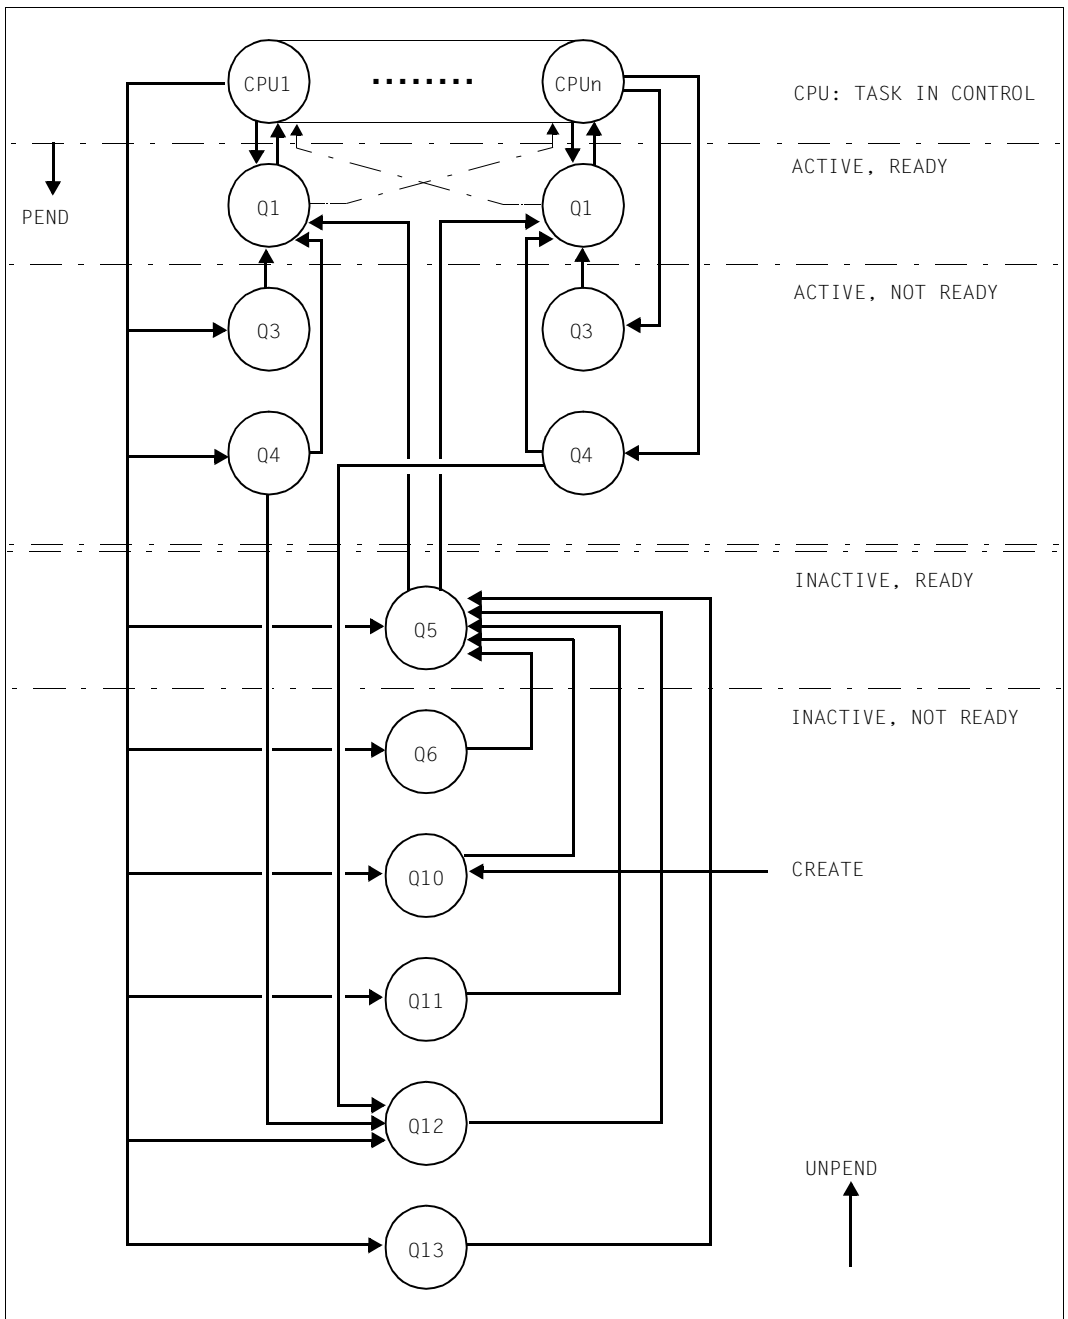 CPU1
CPUn
CPU: TASK IN CONTROL
ACTIVE, READY
PEND
Q1
Q1
ACTIVE, NOT READY
Q3
Q3
Q4
Q4
INACTIVE, READY
Q5
INACTIVE, NOT READY
Q6
Q10
CREATE
Q11
Q12
UNPEND
Q13